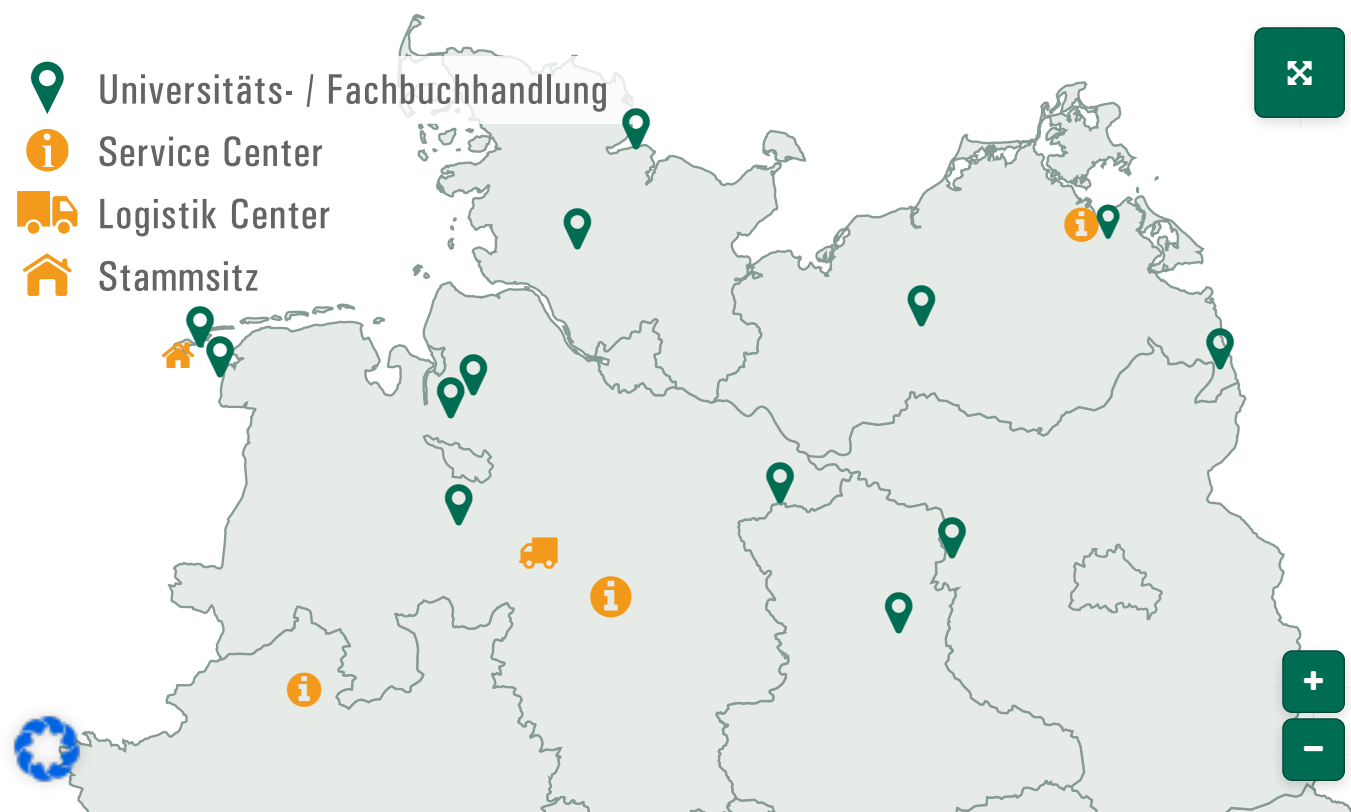 Universitäts- / Fachbuchhandlung
Service Center
Logistik Center
Stammsitz